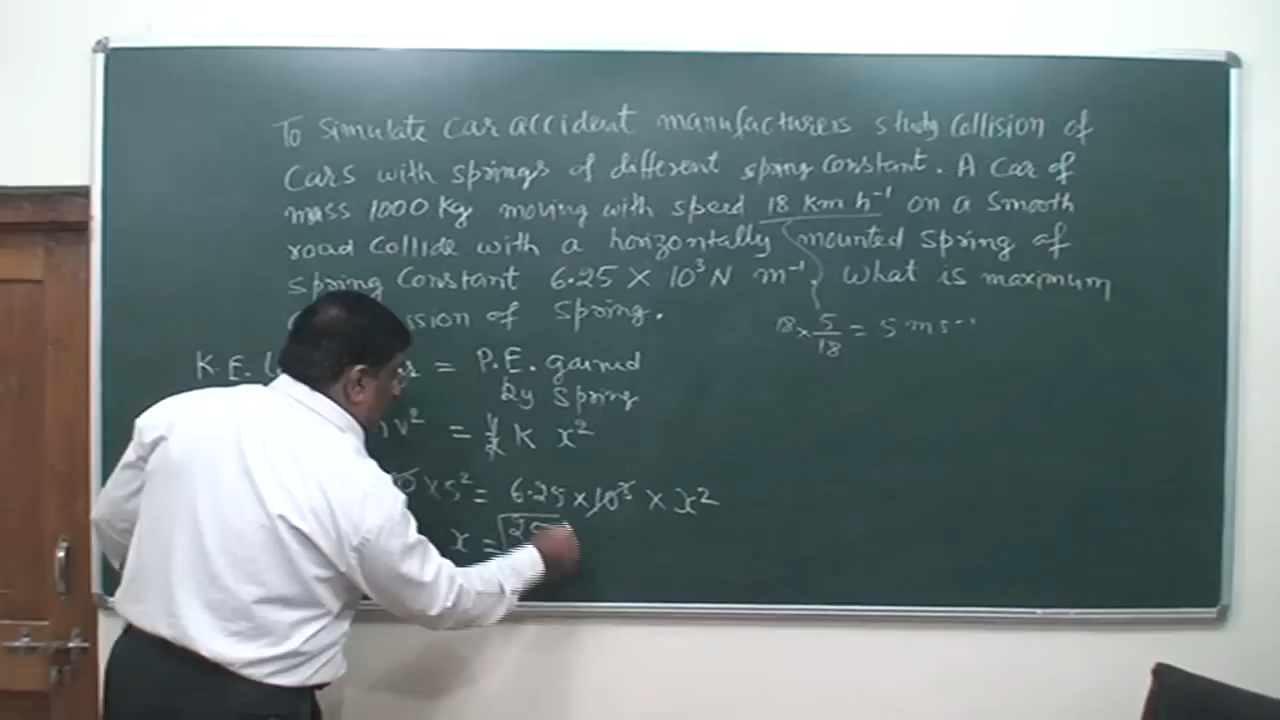 To Simulate Car accident manufacturers study Collision of
Cars with springs of different spring Constant. A Car of
mass 1000 Kg moving with speed 18 Km h⁻¹ on a Smooth
road Collide with a horizontally mounted spring of
spring Constant 6.25 × 10³ N m⁻¹, What is maximum
ssion of Spring.
18 × 5/18 = 5 m s⁻¹
K.E. = P.E. gained
by Spring
v² = 1/2 K x²
× 5² = 6.25 × 10³ × x²
x = √25